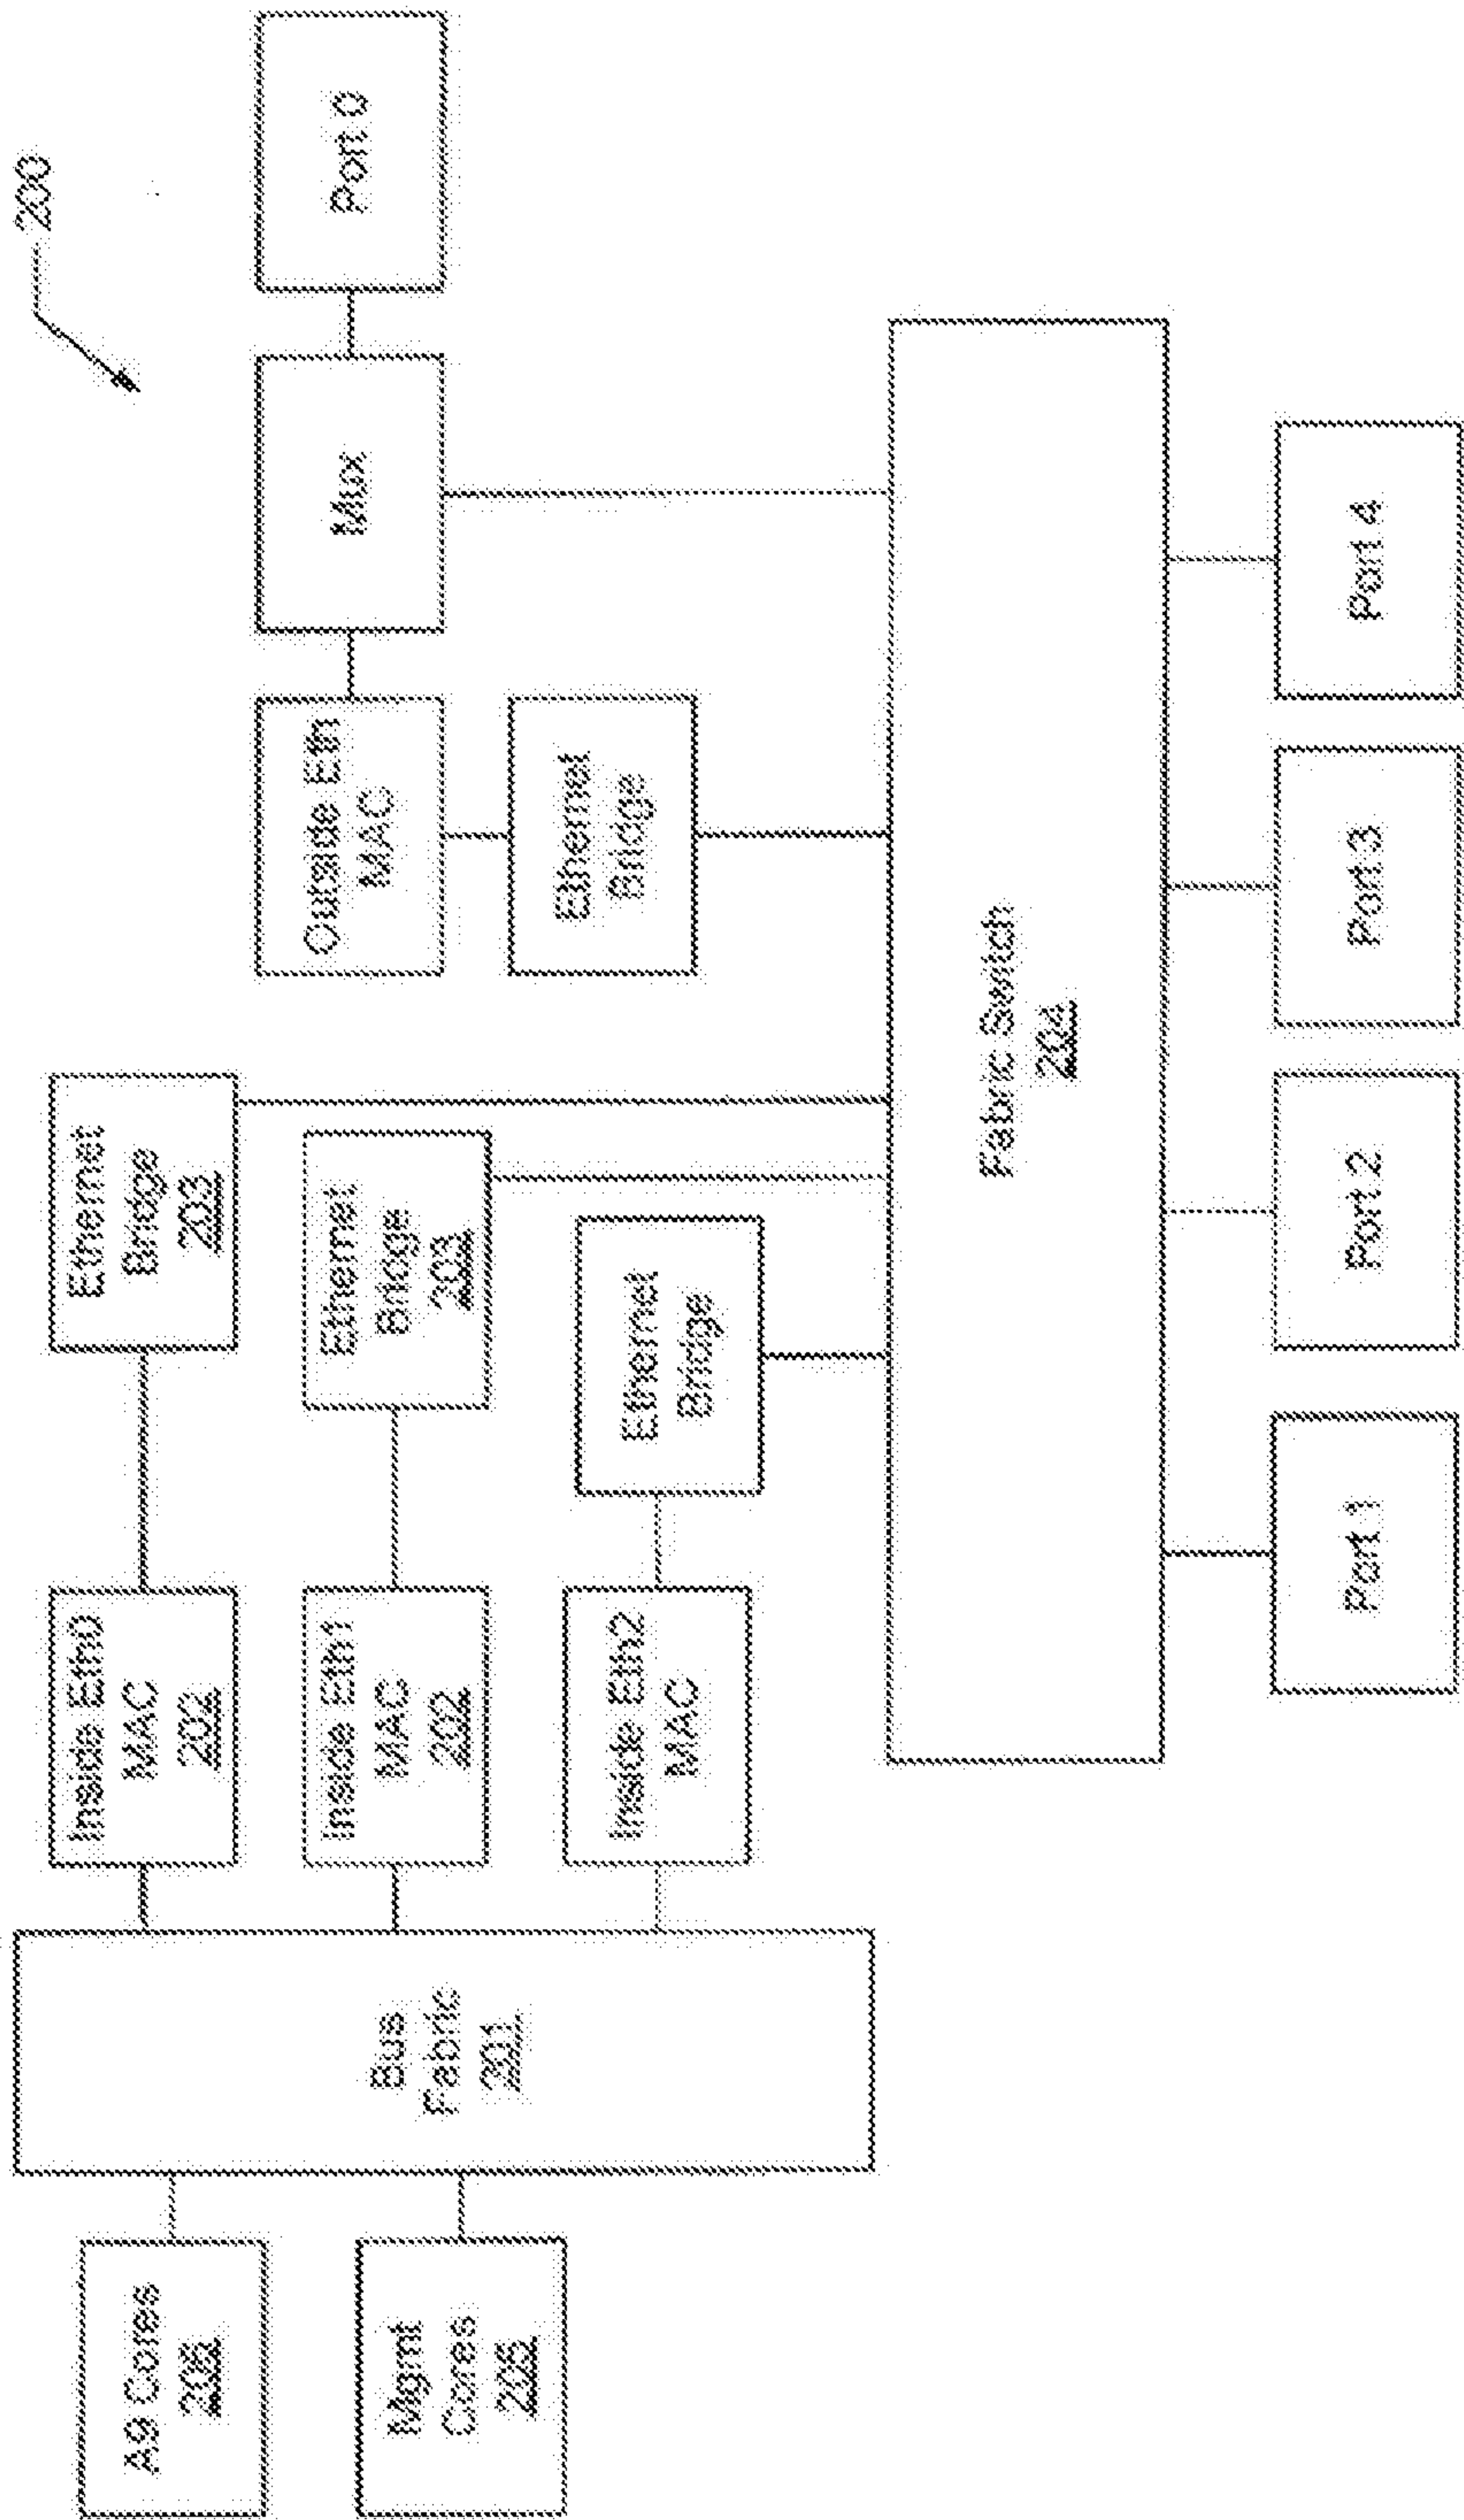 200
A9 Cores
Mgmt
Cores
205
Bus
Fabric
201
Inside Eth0
MAC
202
Inside Eth1
MAC
202
Inside Eth2
MAC
Ethernet
Bridge
203
Ethernet
Bridge
203
Ethernet
Bridge
Outside Eth
MAC
Ethernet
Bridge
Mux
Port 0
Fabric Switch
204
Port 1
Port 2
Port 3
Port 4